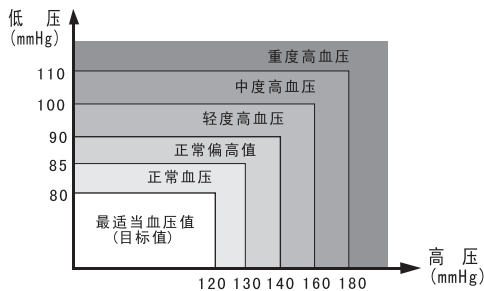 低 压
(mmHg)
重度高血压
110
中度高血压
100
轻度高血压
90
正常偏高值
85
正常血压
80
最适当血压值
(目标值)
120 130 140 160 180
高 压
(mmHg)